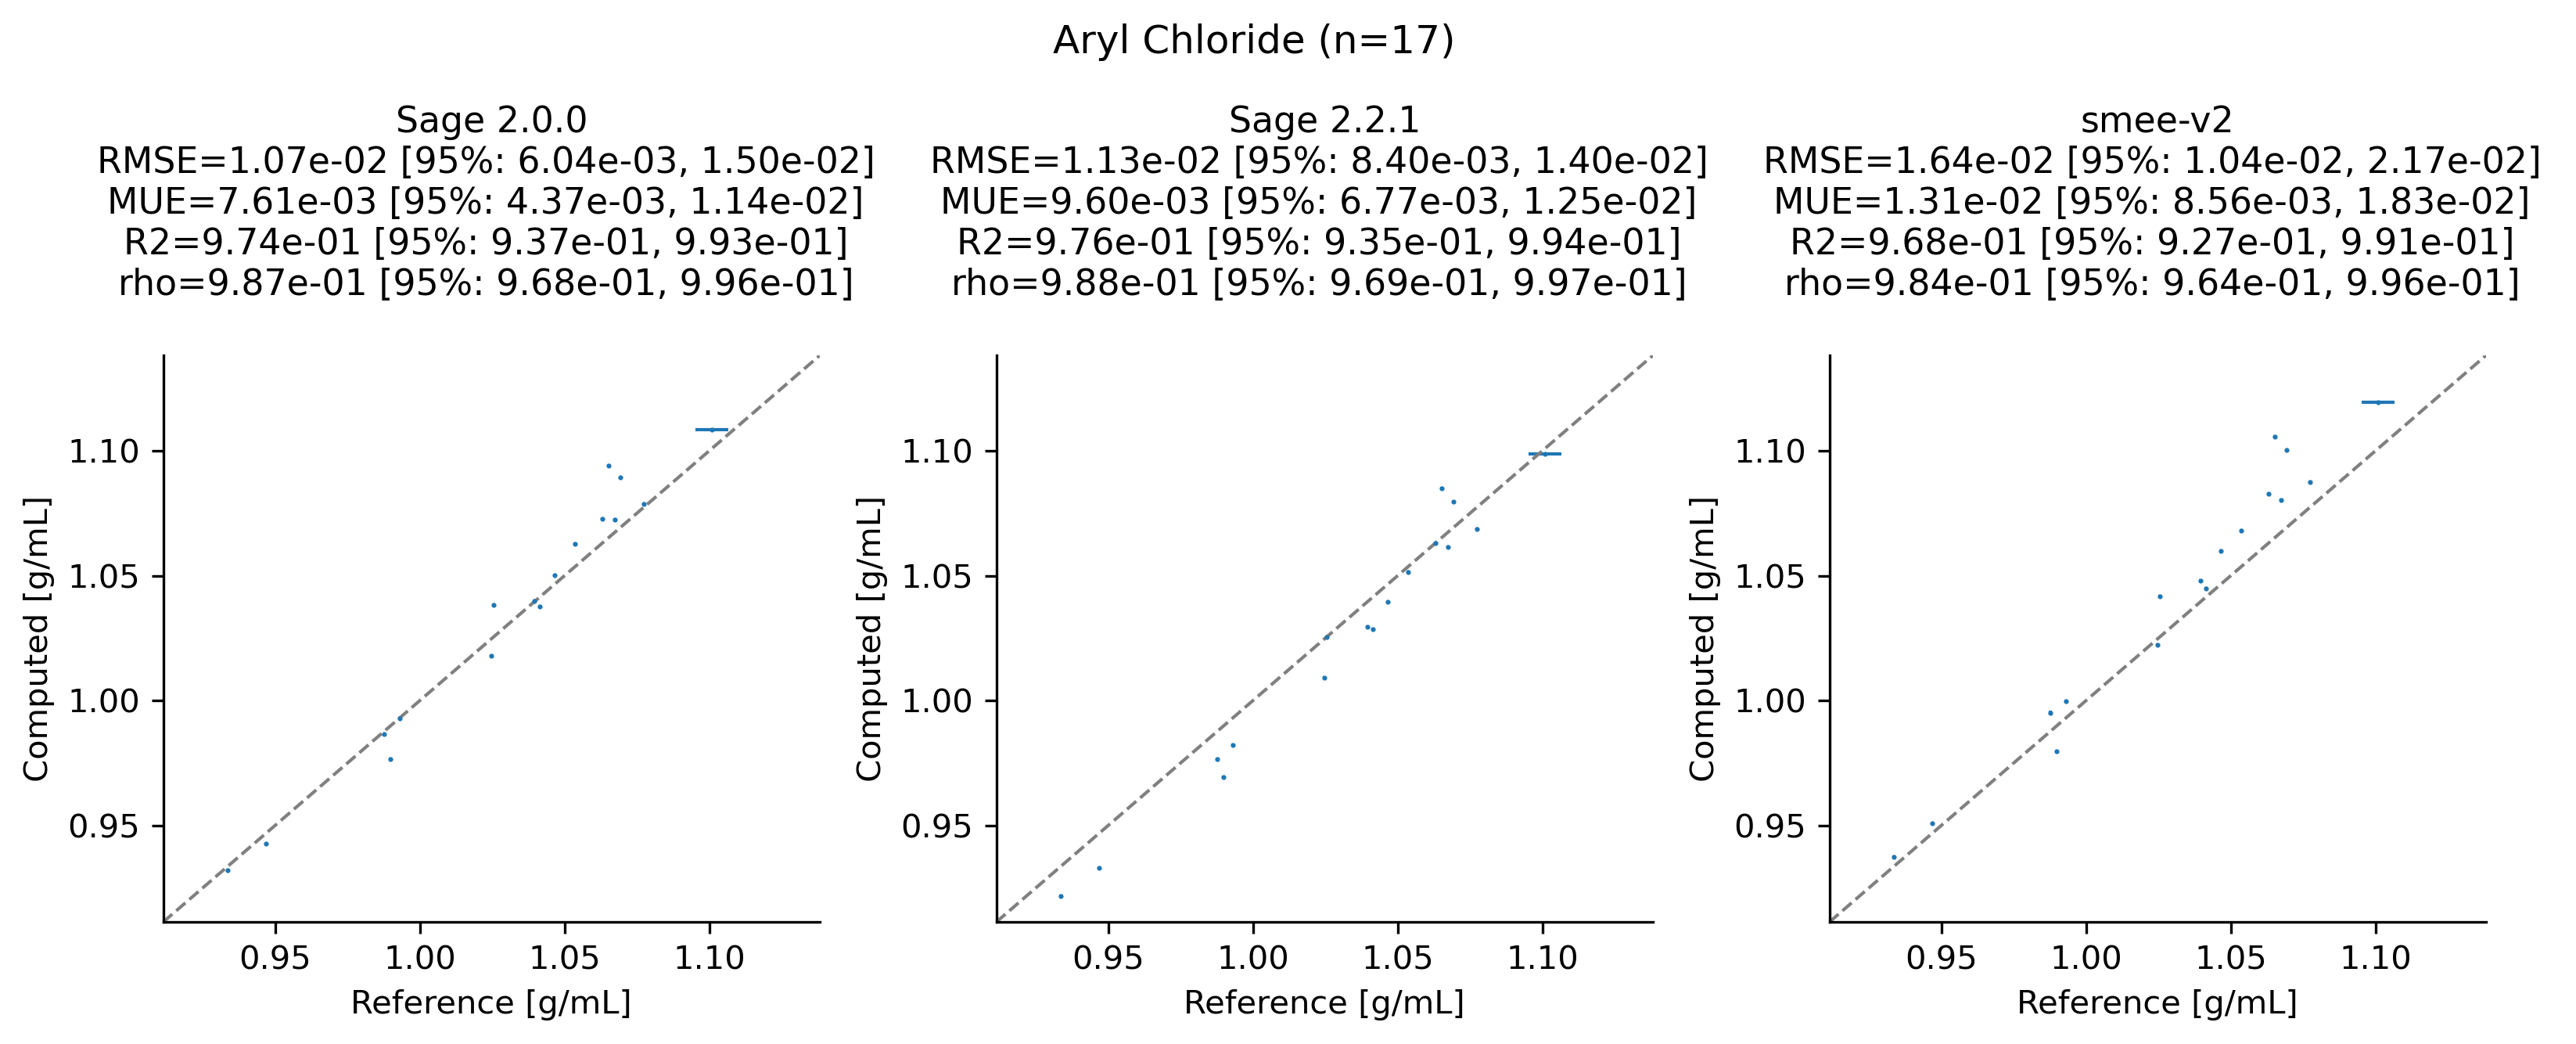 Aryl Chloride (n=17)
Sage 2.0.0
RMSE=1.07e-02 [95%: 6.04e-03, 1.50e-02]
MUE=7.61e-03 [95%: 4.37e-03, 1.14e-02]
R2=9.74e-01 [95%: 9.37e-01, 9.93e-01]
rho=9.87e-01 [95%: 9.68e-01, 9.96e-01]
1.10
1.05
1.00
0.95
Computed [g/mL]
0.95 1.00 1.05 1.10
Reference [g/mL]
Sage 2.2.1
RMSE=1.13e-02 [95%: 8.40e-03, 1.40e-02]
MUE=9.60e-03 [95%: 6.77e-03, 1.25e-02]
R2=9.76e-01 [95%: 9.35e-01, 9.94e-01]
rho=9.88e-01 [95%: 9.69e-01, 9.97e-01]
1.10
1.05
1.00
0.95
Computed [g/mL]
0.95 1.00 1.05 1.10
Reference [g/mL]
smee-v2
RMSE=1.64e-02 [95%: 1.04e-02, 2.17e-02]
MUE=1.31e-02 [95%: 8.56e-03, 1.83e-02]
R2=9.68e-01 [95%: 9.27e-01, 9.91e-01]
rho=9.84e-01 [95%: 9.64e-01, 9.96e-01]
1.10
1.05
1.00
0.95
Computed [g/mL]
0.95 1.00 1.05 1.10
Reference [g/mL]